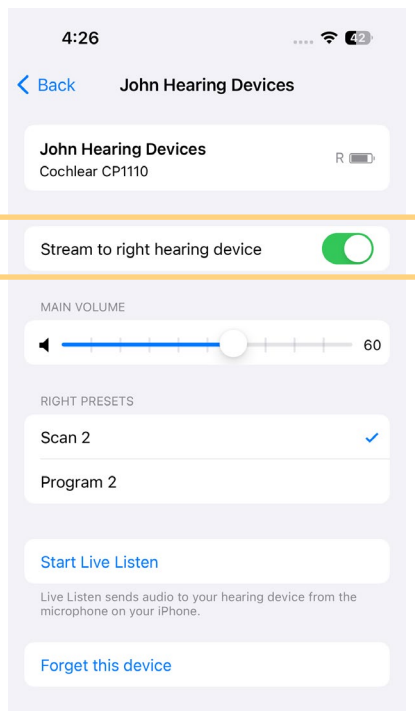 4:26
42
Back John Hearing Devices
John Hearing Devices
Cochlear CP1110
R
Stream to right hearing device
MAIN VOLUME
60
RIGHT PRESETS
Scan 2
Program 2
Start Live Listen
Live Listen sends audio to your hearing device from the
microphone on your iPhone.
Forget this device